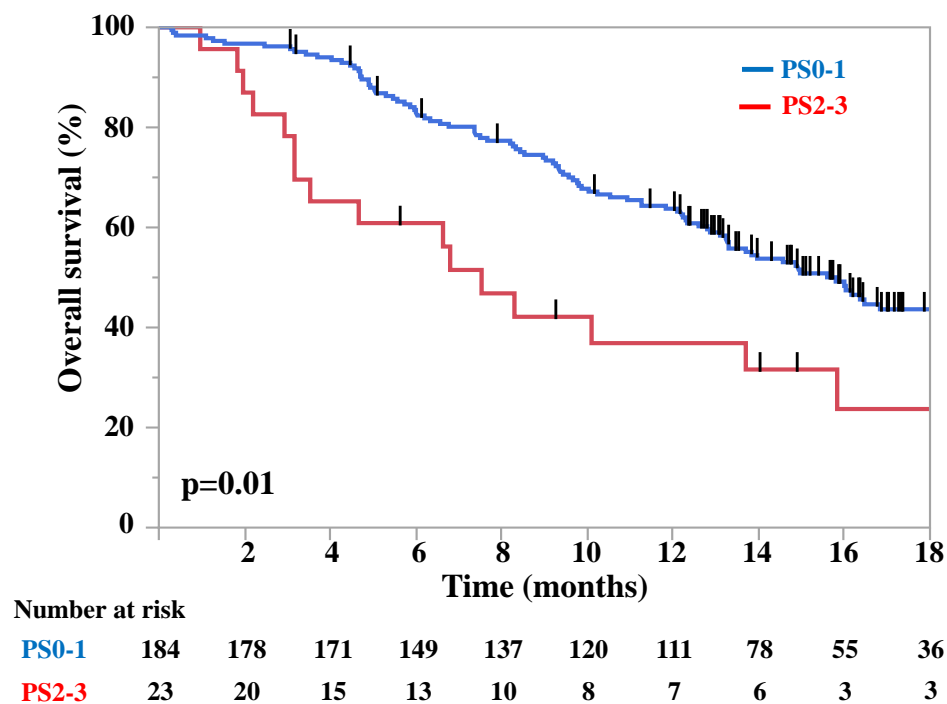 100
80
60
40
20
0
Overall survival (%)
PS0-1
PS2-3
p=0.01
2 4 6 8 10 12 14 16 18
Time (months)
Number at risk
PS0-1 184 178 171 149 137 120 111 78 55 36
PS2-3 23 20 15 13 10 8 7 6 3 3